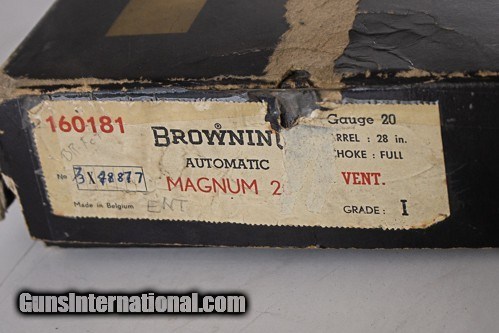 160181
BROWNIN
AUTOMATIC
MAGNUM 2
No 3X48877
Made in Belgium
ENT
Gauge 20
RREL : 28 in.
HOKE : FULL
VENT.
GRADE : I
GunsInternational.com